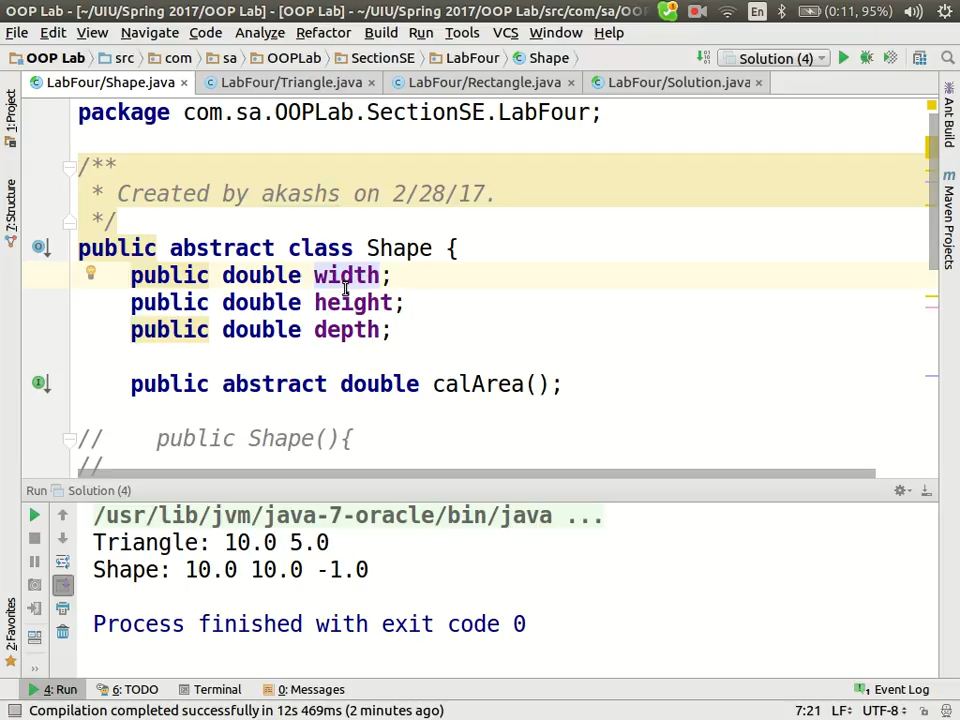 OOP Lab - [~/UIU/Spring 2017/OOP Lab] - [OOP Lab] - ~/UIU/Spring 2017/OOP Lab/src/com/sa/OO
En (0:11, 95%)
File Edit View Navigate Code Analyze Refactor Build Run Tools VCS Window Help
OOP Lab src com sa OOPLab SectionSE LabFour Shape Solution (4)
LabFour/Shape.java × LabFour/Triangle.java × LabFour/Rectangle.java × LabFour/Solution.java ×
1: Project
7: Structure
2: Favorites
Ant Build
Maven Projects
package com.sa.OOPLab.SectionSE.LabFour;
/**
* Created by akashs on 2/28/17.
*/
public abstract class Shape {
public double width;
public double height;
public double depth;
public abstract double calArea();
// public Shape(){
//
Run Solution (4)
/usr/lib/jvm/java-7-oracle/bin/java ...
Triangle: 10.0 5.0
Shape: 10.0 10.0 -1.0
Process finished with exit code 0
4: Run 6: TODO Terminal 0: Messages 1 Event Log
Compilation completed successfully in 12s 469ms (2 minutes ago) 7:21 LF UTF-8